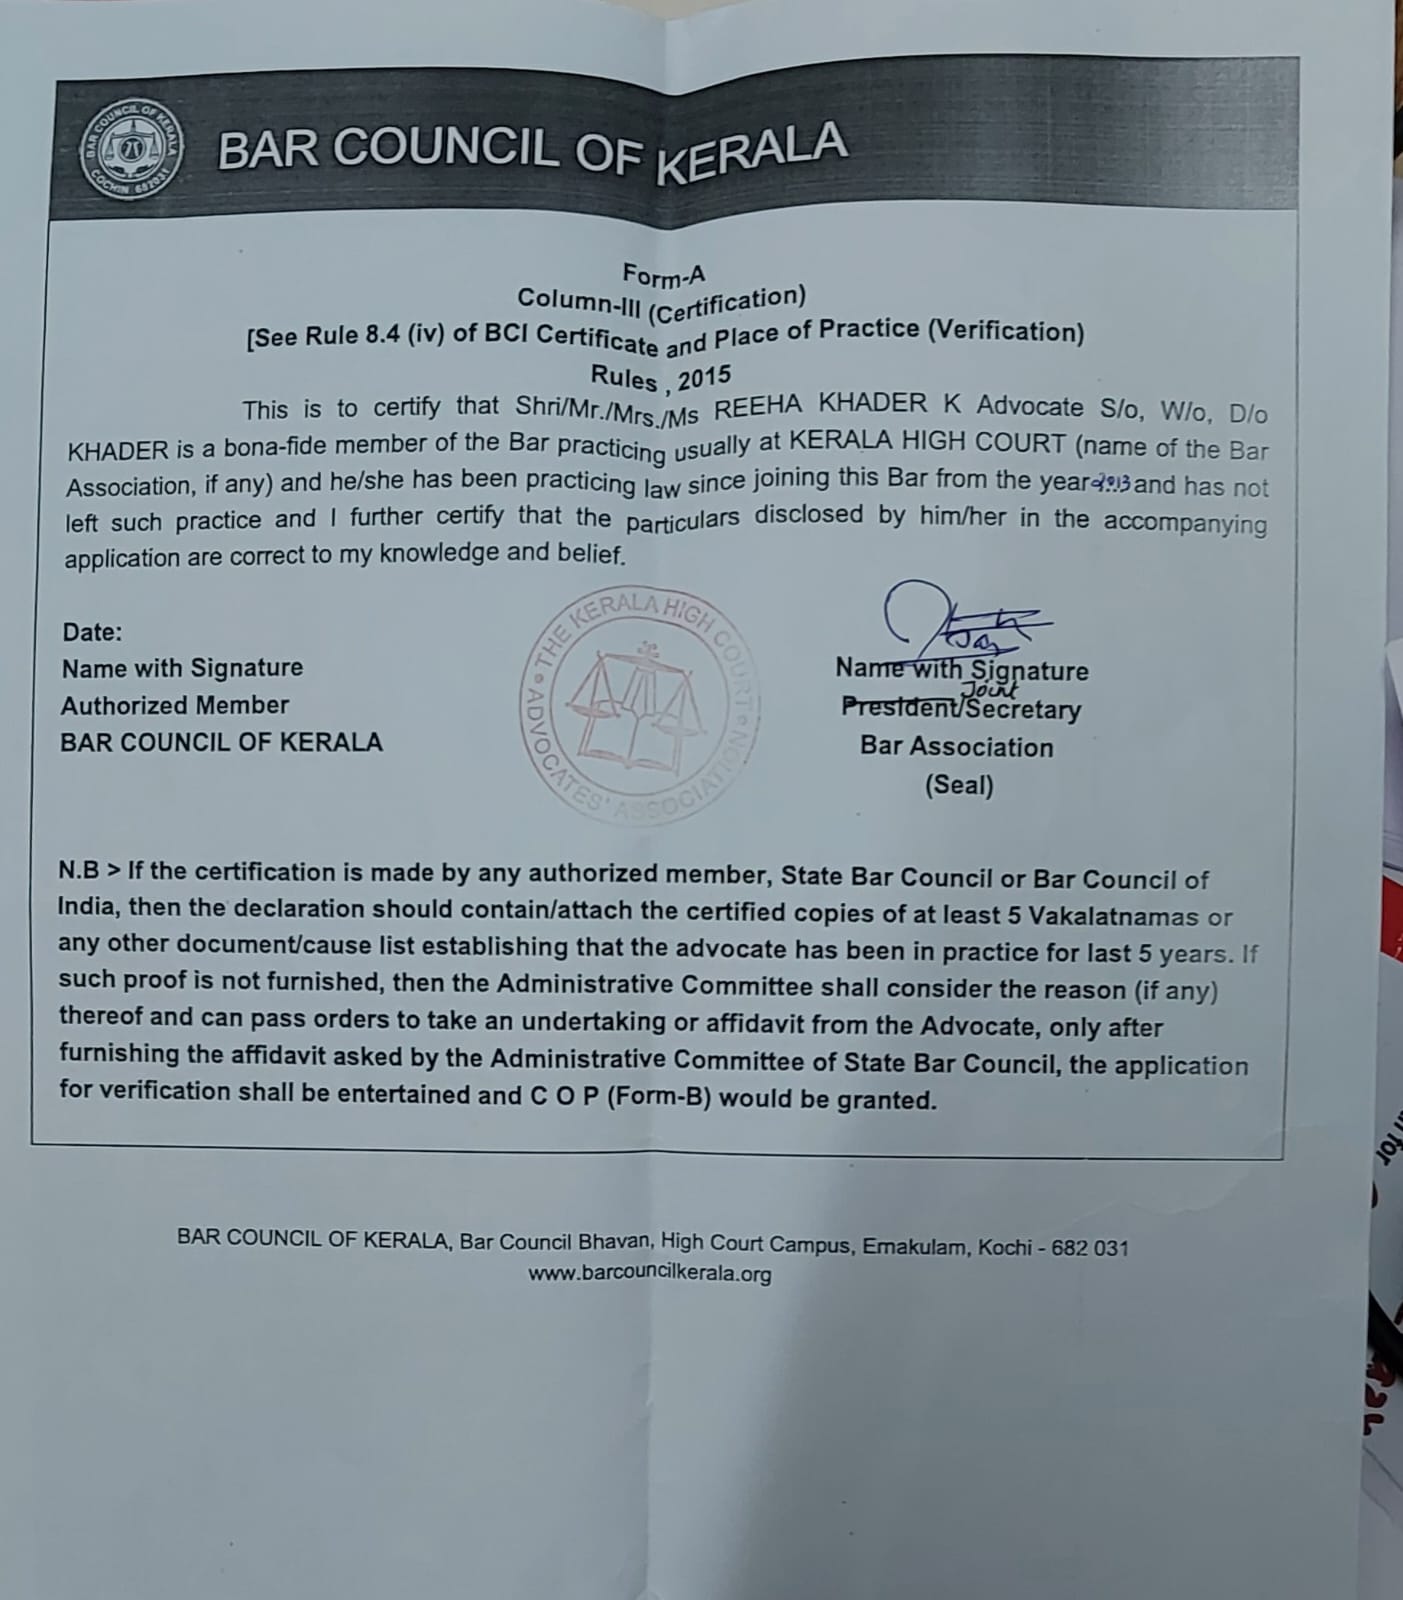 BAR COUNCIL OF KERALA
COCHIN 682031
BAR COUNCIL OF KERALA
Form-A
Column-III (Certification)
[See Rule 8.4 (iv) of BCI Certificate and Place of Practice (Verification)
Rules , 2015
This is to certify that Shri/Mr./Mrs./Ms REEHA KHADER K Advocate S/o, W/o, D/o
KHADER is a bona-fide member of the Bar practicing usually at KERALA HIGH COURT (name of the Bar
Association, if any) and he/she has been practicing law since joining this Bar from the year 2013 and has not
left such practice and I further certify that the particulars disclosed by him/her in the accompanying
application are correct to my knowledge and belief.
Date:
Name with Signature
Authorized Member
BAR COUNCIL OF KERALA
THE KERALA HIGH COURT
ADVOCATES' ASSOCIATION
Name with Signature
Joint
President/Secretary
Bar Association
(Seal)
N.B > If the certification is made by any authorized member, State Bar Council or Bar Council of
India, then the declaration should contain/attach the certified copies of at least 5 Vakalatnamas or
any other document/cause list establishing that the advocate has been in practice for last 5 years. If
such proof is not furnished, then the Administrative Committee shall consider the reason (if any)
thereof and can pass orders to take an undertaking or affidavit from the Advocate, only after
furnishing the affidavit asked by the Administrative Committee of State Bar Council, the application
for verification shall be entertained and C O P (Form-B) would be granted.
BAR COUNCIL OF KERALA, Bar Council Bhavan, High Court Campus, Ernakulam, Kochi - 682 031
www.barcouncilkerala.org
for